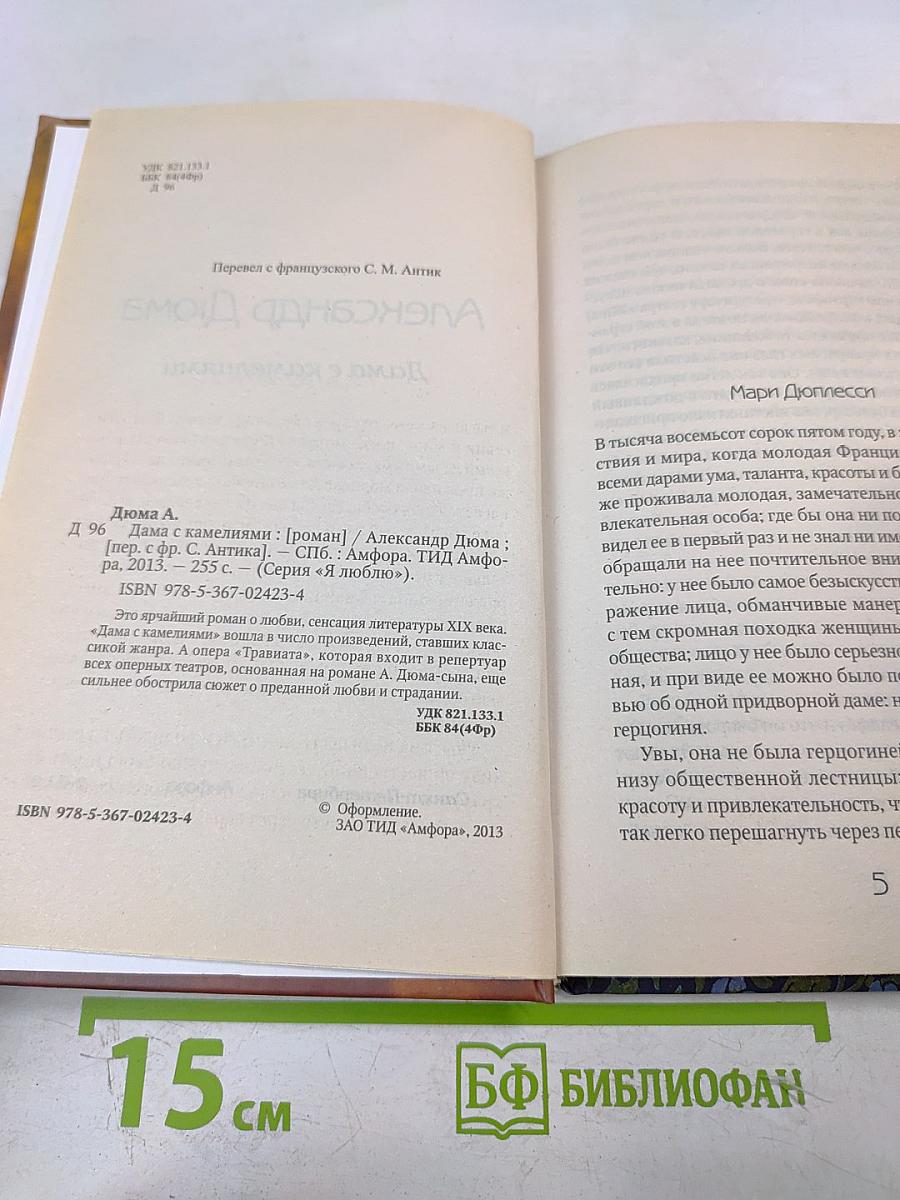 УДК 821.133.1
ББК 84(4Фр)
Д 96
Перевел с французского С. М. Антик
Александр Дюма
Дама с камелиями
Дюма А.
Д 96 Дама с камелиями : [роман] / Александр Дюма ;
[пер. с фр. С. Антика]. — СПб. : Амфора. ТИД Амфо-
ра, 2013. — 255 с. — (Серия «Я люблю»).
ISBN 978-5-367-02423-4
Это ярчайший роман о любви, сенсация литературы XIX века.
«Дама с камелиями» вошла в число произведений, ставших клас-
сикой жанра. А опера «Травиата», которая входит в репертуар
всех оперных театров, основанная на романе А. Дюма-сына, еще
сильнее обострила сюжет о преданной любви и страдании.
УДК 821.133.1
ББК 84(4Фр)
ISBN 978-5-367-02423-4
© Оформление.
ЗАО ТИД «Амфора», 2013
Мари Дюплесси
В тысяча восемьсот сорок пятом году, в
ствия и мира, когда молодая Франци
всеми дарами ума, таланта, красоты и б
же проживала молодая, замечательно
влекательная особа; где бы она ни по
видел ее в первый раз и не знал ни им
обращали на нее почтительное вни
тельно: у нее было самое безыскусст
ражение лица, обманчивые манер
с тем скромная походка женщины
общества; лицо у нее было серьезно
ная, и при виде ее можно было по
вью об одной придворной даме: н
герцогиня.
Увы, она не была герцогиней
низу общественной лестницы
красоту и привлекательность, ч
так легко перешагнуть через пе
5
15 см
БФ БИБЛИОФАН